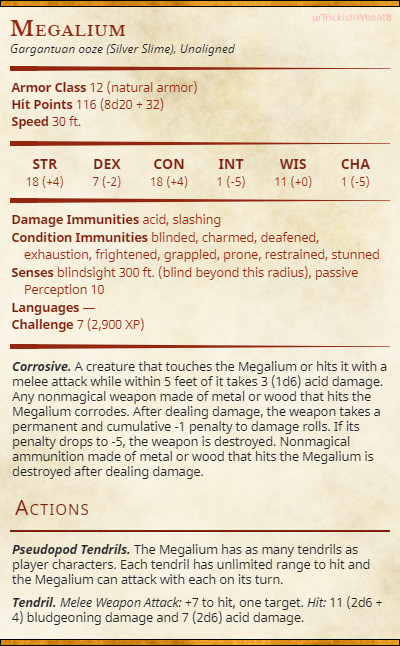 u/TrickishWheat8
Megalium
Gargantuan ooze (Silver Slime), Unaligned
Armor Class 12 (natural armor)
Hit Points 116 (8d20 + 32)
Speed 30 ft.
STR DEX CON INT WIS CHA
18 (+4) 7 (-2) 18 (+4) 1 (-5) 11 (+0) 1 (-5)
Damage Immunities acid, slashing
Condition Immunities blinded, charmed, deafened,
exhaustion, frightened, grappled, prone, restrained, stunned
Senses blindsight 300 ft. (blind beyond this radius), passive
Perception 10
Languages —
Challenge 7 (2,900 XP)
Corrosive. A creature that touches the Megalium or hits it with a
melee attack while within 5 feet of it takes 3 (1d6) acid damage.
Any nonmagical weapon made of metal or wood that hits the
Megalium corrodes. After dealing damage, the weapon takes a
permanent and cumulative -1 penalty to damage rolls. If its
penalty drops to -5, the weapon is destroyed. Nonmagical
ammunition made of metal or wood that hits the Megalium is
destroyed after dealing damage.
Actions
Pseudopod Tendrils. The Megalium has as many tendrils as
player characters. Each tendril has unlimited range to hit and
the Megalium can attack with each on its turn.
Tendril. Melee Weapon Attack: +7 to hit, one target. Hit: 11 (2d6 +
4) bludgeoning damage and 7 (2d6) acid damage.